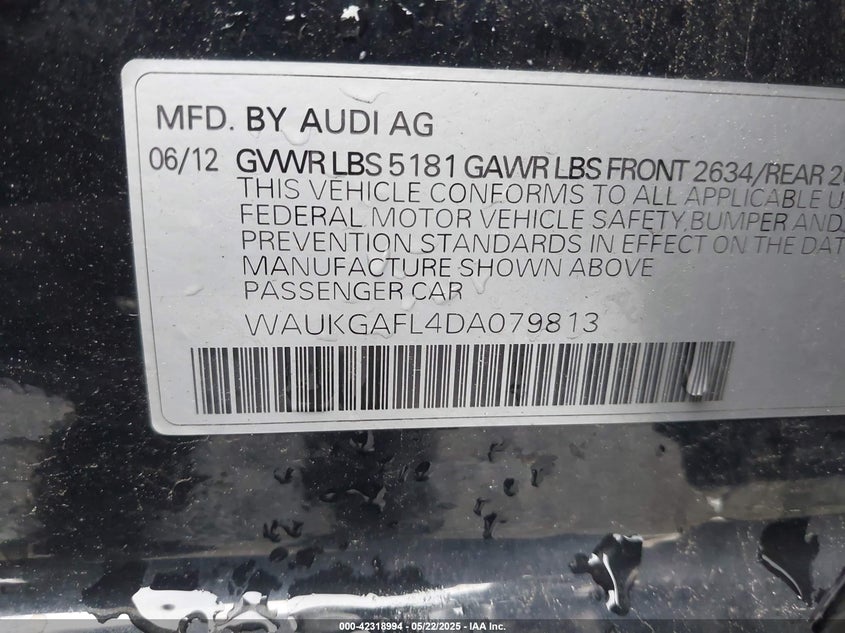 MFD. BY AUDI AG
06/12 GVWR LBS 5181 GAWR LBS FRONT 2634/REAR
THIS VEHICLE CONFORMS TO ALL APPLICABLE
FEDERAL MOTOR VEHICLE SAFETY,BUMPER AND
PREVENTION STANDARDS IN EFFECT ON THE
MANUFACTURE SHOWN ABOVE
PASSENGER CAR
WAUKGAFL4DA079813
000-42318994 - 05/22/2025 - IAA Inc.